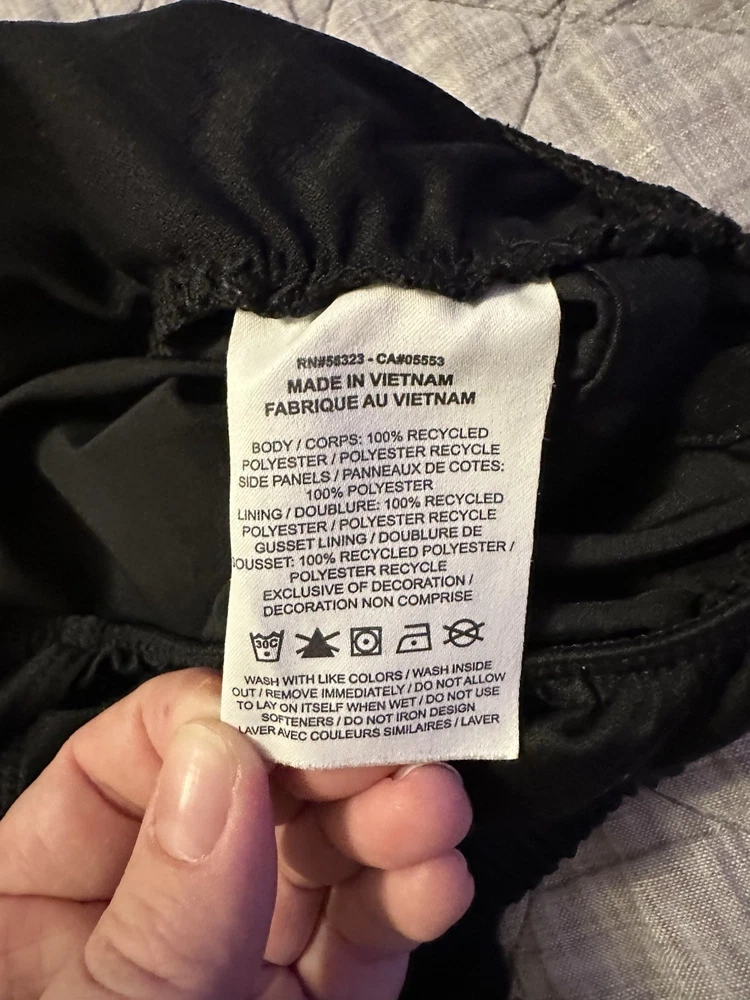 RN#56323 - CA#05553
MADE IN VIETNAM
FABRIQUE AU VIETNAM
BODY / CORPS: 100% RECYCLED
POLYESTER / POLYESTER RECYCLE
SIDE PANELS / PANNEAUX DE COTES:
100% POLYESTER
LINING / DOUBLURE: 100% RECYCLED
POLYESTER / POLYESTER RECYCLE
GUSSET LINING / DOUBLURE DE
OUSSET: 100% RECYCLED POLYESTER /
POLYESTER RECYCLE
EXCLUSIVE OF DECORATION /
DECORATION NON COMPRISE
30C
WASH WITH LIKE COLORS / WASH INSIDE
OUT / REMOVE IMMEDIATELY / DO NOT ALLOW
TO LAY ON ITSELF WHEN WET / DO NOT USE
SOFTENERS / DO NOT IRON DESIGN
LAVER AVEC COULEURS SIMILAIRES / LAVER